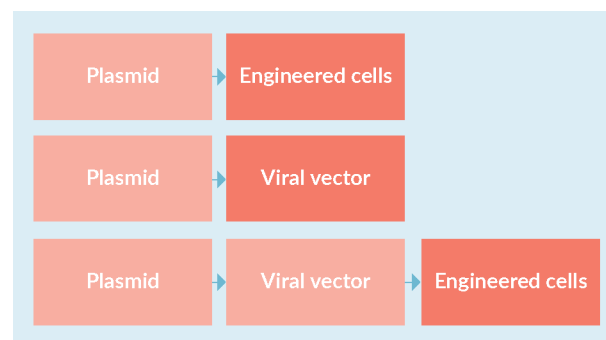 Plasmid
Engineered cells
Plasmid
Viral vector
Plasmid
Viral vector
Engineered cells